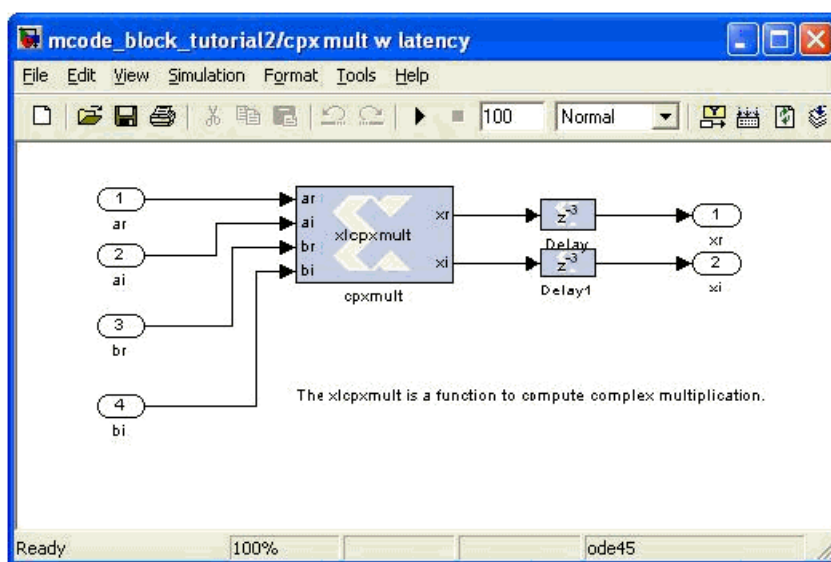 mcode_block_tutorial2/cpxmult w latency
File Edit View Simulation Format Tools Help
100 Normal
1
ar
2
ai
3
br
4
bi
ar
ai
br
bi
xlcpxmult
xr
xi
cpxmult
z-3
Delay
z-3
Delay1
1
xr
2
xi
The xlcpxmult is a function to compute complex multiplication.
Ready 100% ode45